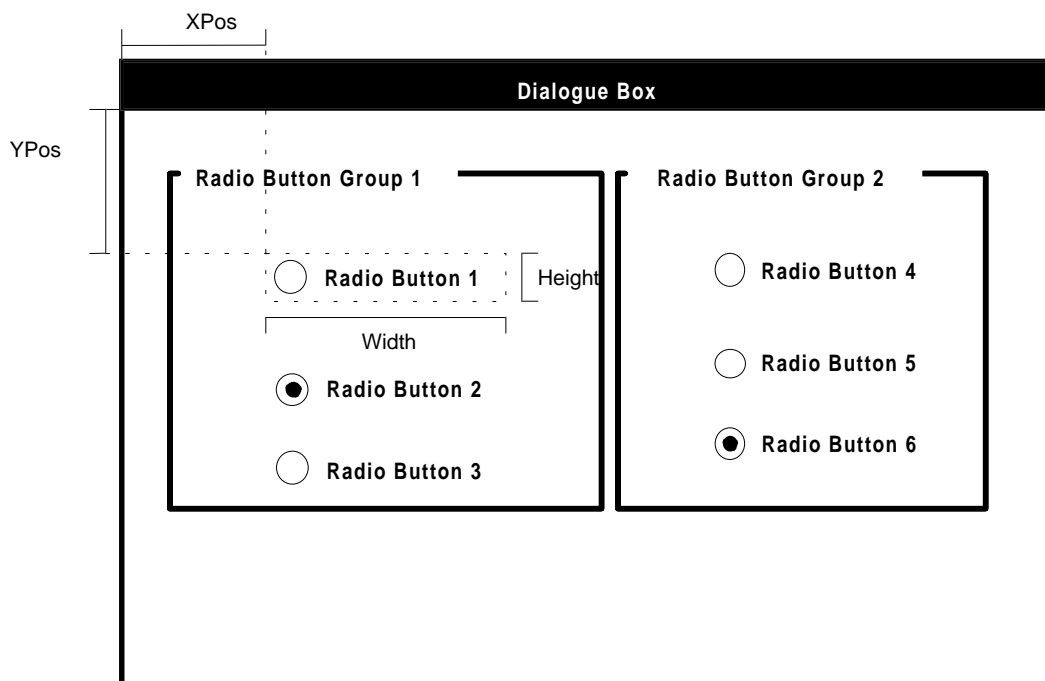 XPos
Dialogue Box
YPos
Radio Button Group 1
Radio Button 1
Height
Width
Radio Button 2
Radio Button 3
Radio Button Group 2
Radio Button 4
Radio Button 5
Radio Button 6